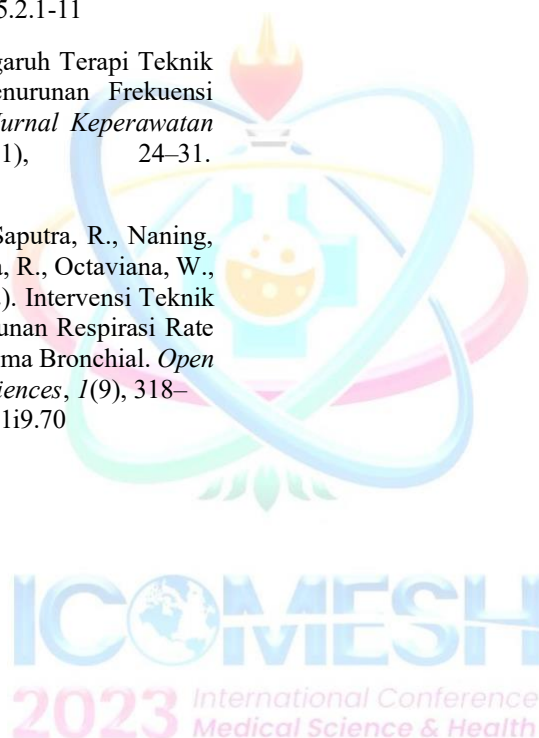 5.2.1-11
garuh Terapi Teknik
enurunan Frekuensi
Jurnal Keperawatan
1), 24–31.
Saputra, R., Naning,
a, R., Octaviana, W.,
). Intervensi Teknik
unan Respirasi Rate
ma Bronchial. Open
iences, 1(9), 318–
1i9.70
ICOMESH
2023 International Conference
Medical Science & Health